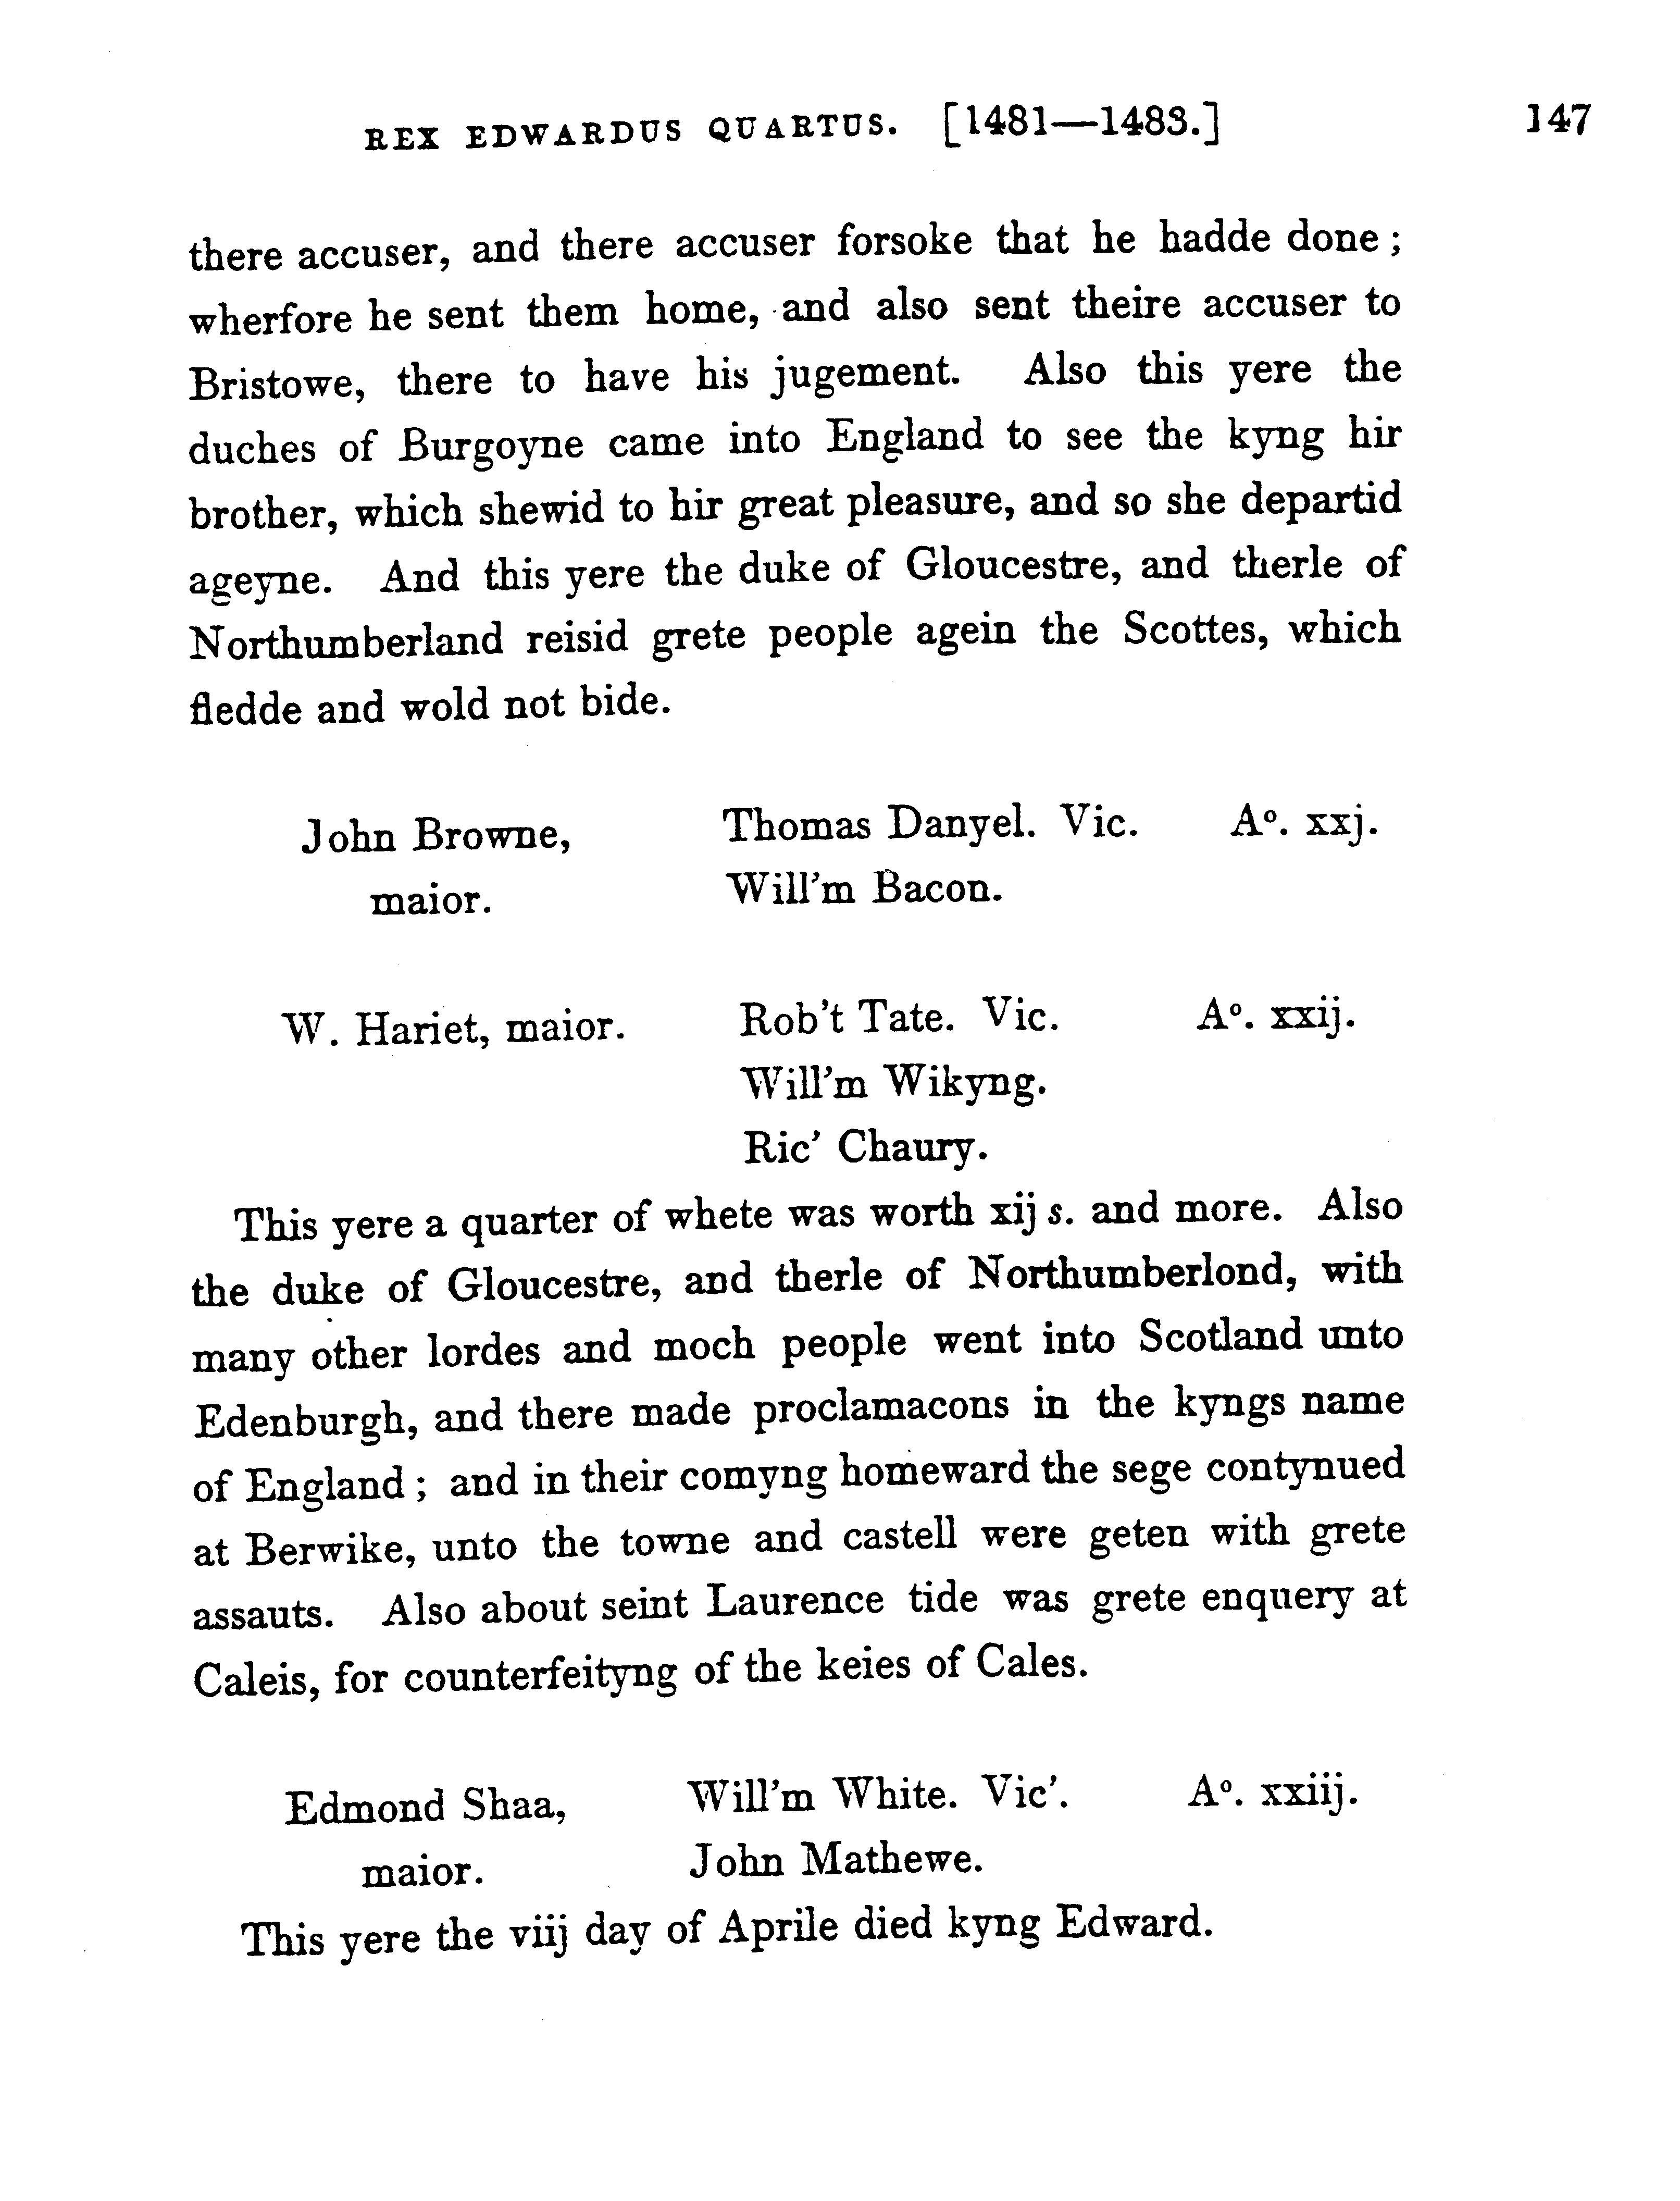 REX EDWARDUS QUARTUS. [1481—1483.] 147
there accuser, and there accuser forsoke that he hadde done;
wherfore he sent them home, and also sent theire accuser to
Bristowe, there to have his jugement. Also this yere the
duches of Burgoyne came into England to see the kyng hir
brother, which shewid to hir great pleasure, and so she departid
ageyne. And this yere the duke of Gloucestre, and therle of
Northumberland reisid grete people agein the Scottes, which
fledde and wold not bide.
John Browne, Thomas Danyel. Vic. Aº. xxj.
maior. Will'm Bacon.
W. Hariet, maior. Rob't Tate. Vic. Aº. xxij.
Will'm Wikyng.
Ric' Chaury.
This yere a quarter of whete was worth xij s. and more. Also
the duke of Gloucestre, and therle of Northumberlond, with
many other lordes and moch people went into Scotland unto
Edenburgh, and there made proclamacons in the kyngs name
of England; and in their comyng homeward the sege contynued
at Berwike, unto the towne and castell were geten with grete
assauts. Also about seint Laurence tide was grete enquery at
Caleis, for counterfeityng of the keies of Cales.
Edmond Shaa, Will'm White. Vic'. Aº. xxiij.
maior. John Mathewe.
This yere the viij day of Aprile died kyng Edward.